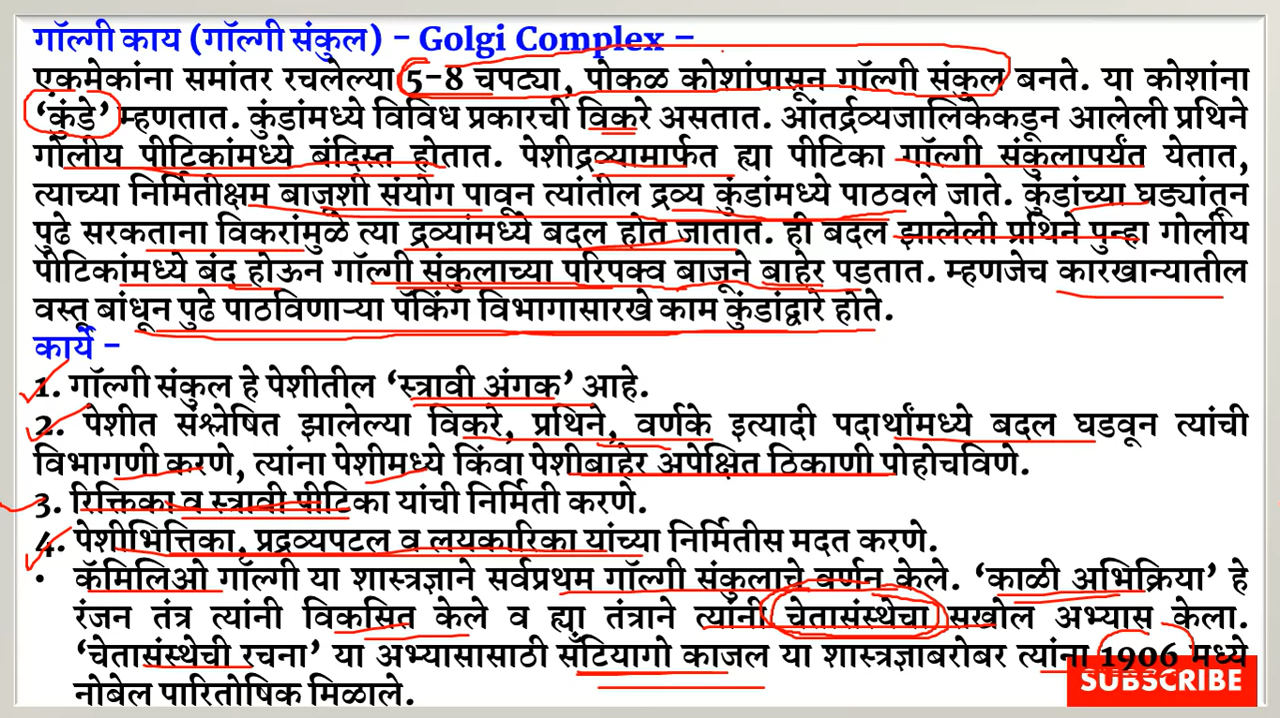 गॉल्गी काय (गॉल्गी संकुल) – Golgi Complex –
एकमेकांना समांतर रचलेल्या 5-8 चपट्या, पोकळ कोशांपासून गॉल्गी संकुल बनते. या कोशांना
‘कुंडे’ म्हणतात. कुंडांमध्ये विविध प्रकारची विकरे असतात. आंतर्द्रव्यजालिकेकडून आलेली प्रथिने
गोलीय पीटिकांमध्ये बंदिस्त होतात. पेशीद्रव्यामार्फत ह्या पीटिका गॉल्गी संकुलापर्यंत येतात,
त्याच्या निर्मितीक्षम बाजूशी संयोग पावून त्यांतील द्रव्य कुंडांमध्ये पाठवले जाते. कुंडांच्या घड्यांतून
पुढे सरकताना विकरांमुळे त्या द्रव्यांमध्ये बदल होत जातात. ही बदल झालेली प्रथिने पुन्हा गोलीय
पीटिकांमध्ये बंद होऊन गॉल्गी संकुलाच्या परिपक्व बाजूने बाहेर पडतात. म्हणजेच कारखान्यातील
वस्तू बांधून पुढे पाठविणाऱ्या पॅकिंग विभागासारखे काम कुंडांद्वारे होते.
कार्ये –
1. गॉल्गी संकुल हे पेशीतील ‘स्त्रावी अंगक’ आहे.
2. पेशीत संश्लेषित झालेल्या विकरे, प्रथिने, वर्णके इत्यादी पदार्थांमध्ये बदल घडवून त्यांची
विभागणी करणे, त्यांना पेशीमध्ये किंवा पेशीबाहेर अपेक्षित ठिकाणी पोहोचविणे.
3. रिक्तिका व स्त्रावी पीटिका यांची निर्मिती करणे.
4. पेशीभित्तिका, प्रद्रव्यपटल व लयकारिका यांच्या निर्मितीस मदत करणे.
• कॅमिलिओ गॉल्गी या शास्त्रज्ञाने सर्वप्रथम गॉल्गी संकुलाचे वर्णन केले. ‘काळी अभिक्रिया’ हे
रंजन तंत्र त्यांनी विकसित केले व ह्या तंत्राने त्यांनी चेतासंस्थेचा सखोल अभ्यास केला.
‘चेतासंस्थेची रचना’ या अभ्यासासाठी सँटियागो काजल या शास्त्रज्ञाबरोबर त्यांना 1906 मध्ये
नोबेल पारितोषिक मिळाले.
SUBSCRIBE